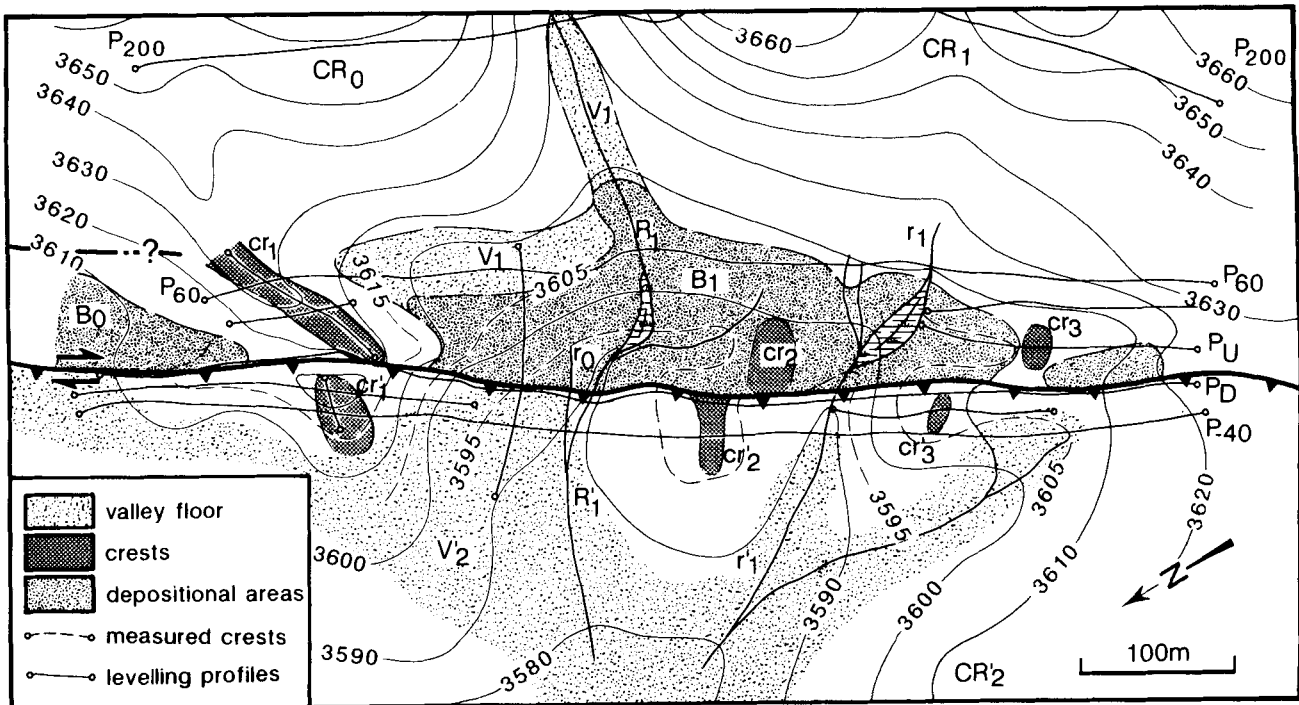 P200
CR0
3660
CR1
P200
3650
3660
3640
3650
V1
3640
3630
3620
r1
3610
cr1
R1
?
V1
3605
B1
P60
P60
3615
3630
B0
cr3
r0
cr2
PU
cr'1
PD
3595
cr'2
cr'3
P-40
R'1
3605
3595
3620
valley floor
3600
V'2
r'1
crests
3590
3610
depositional areas
3600
N
measured crests
3590
3580
100m
levelling profiles
CR'2